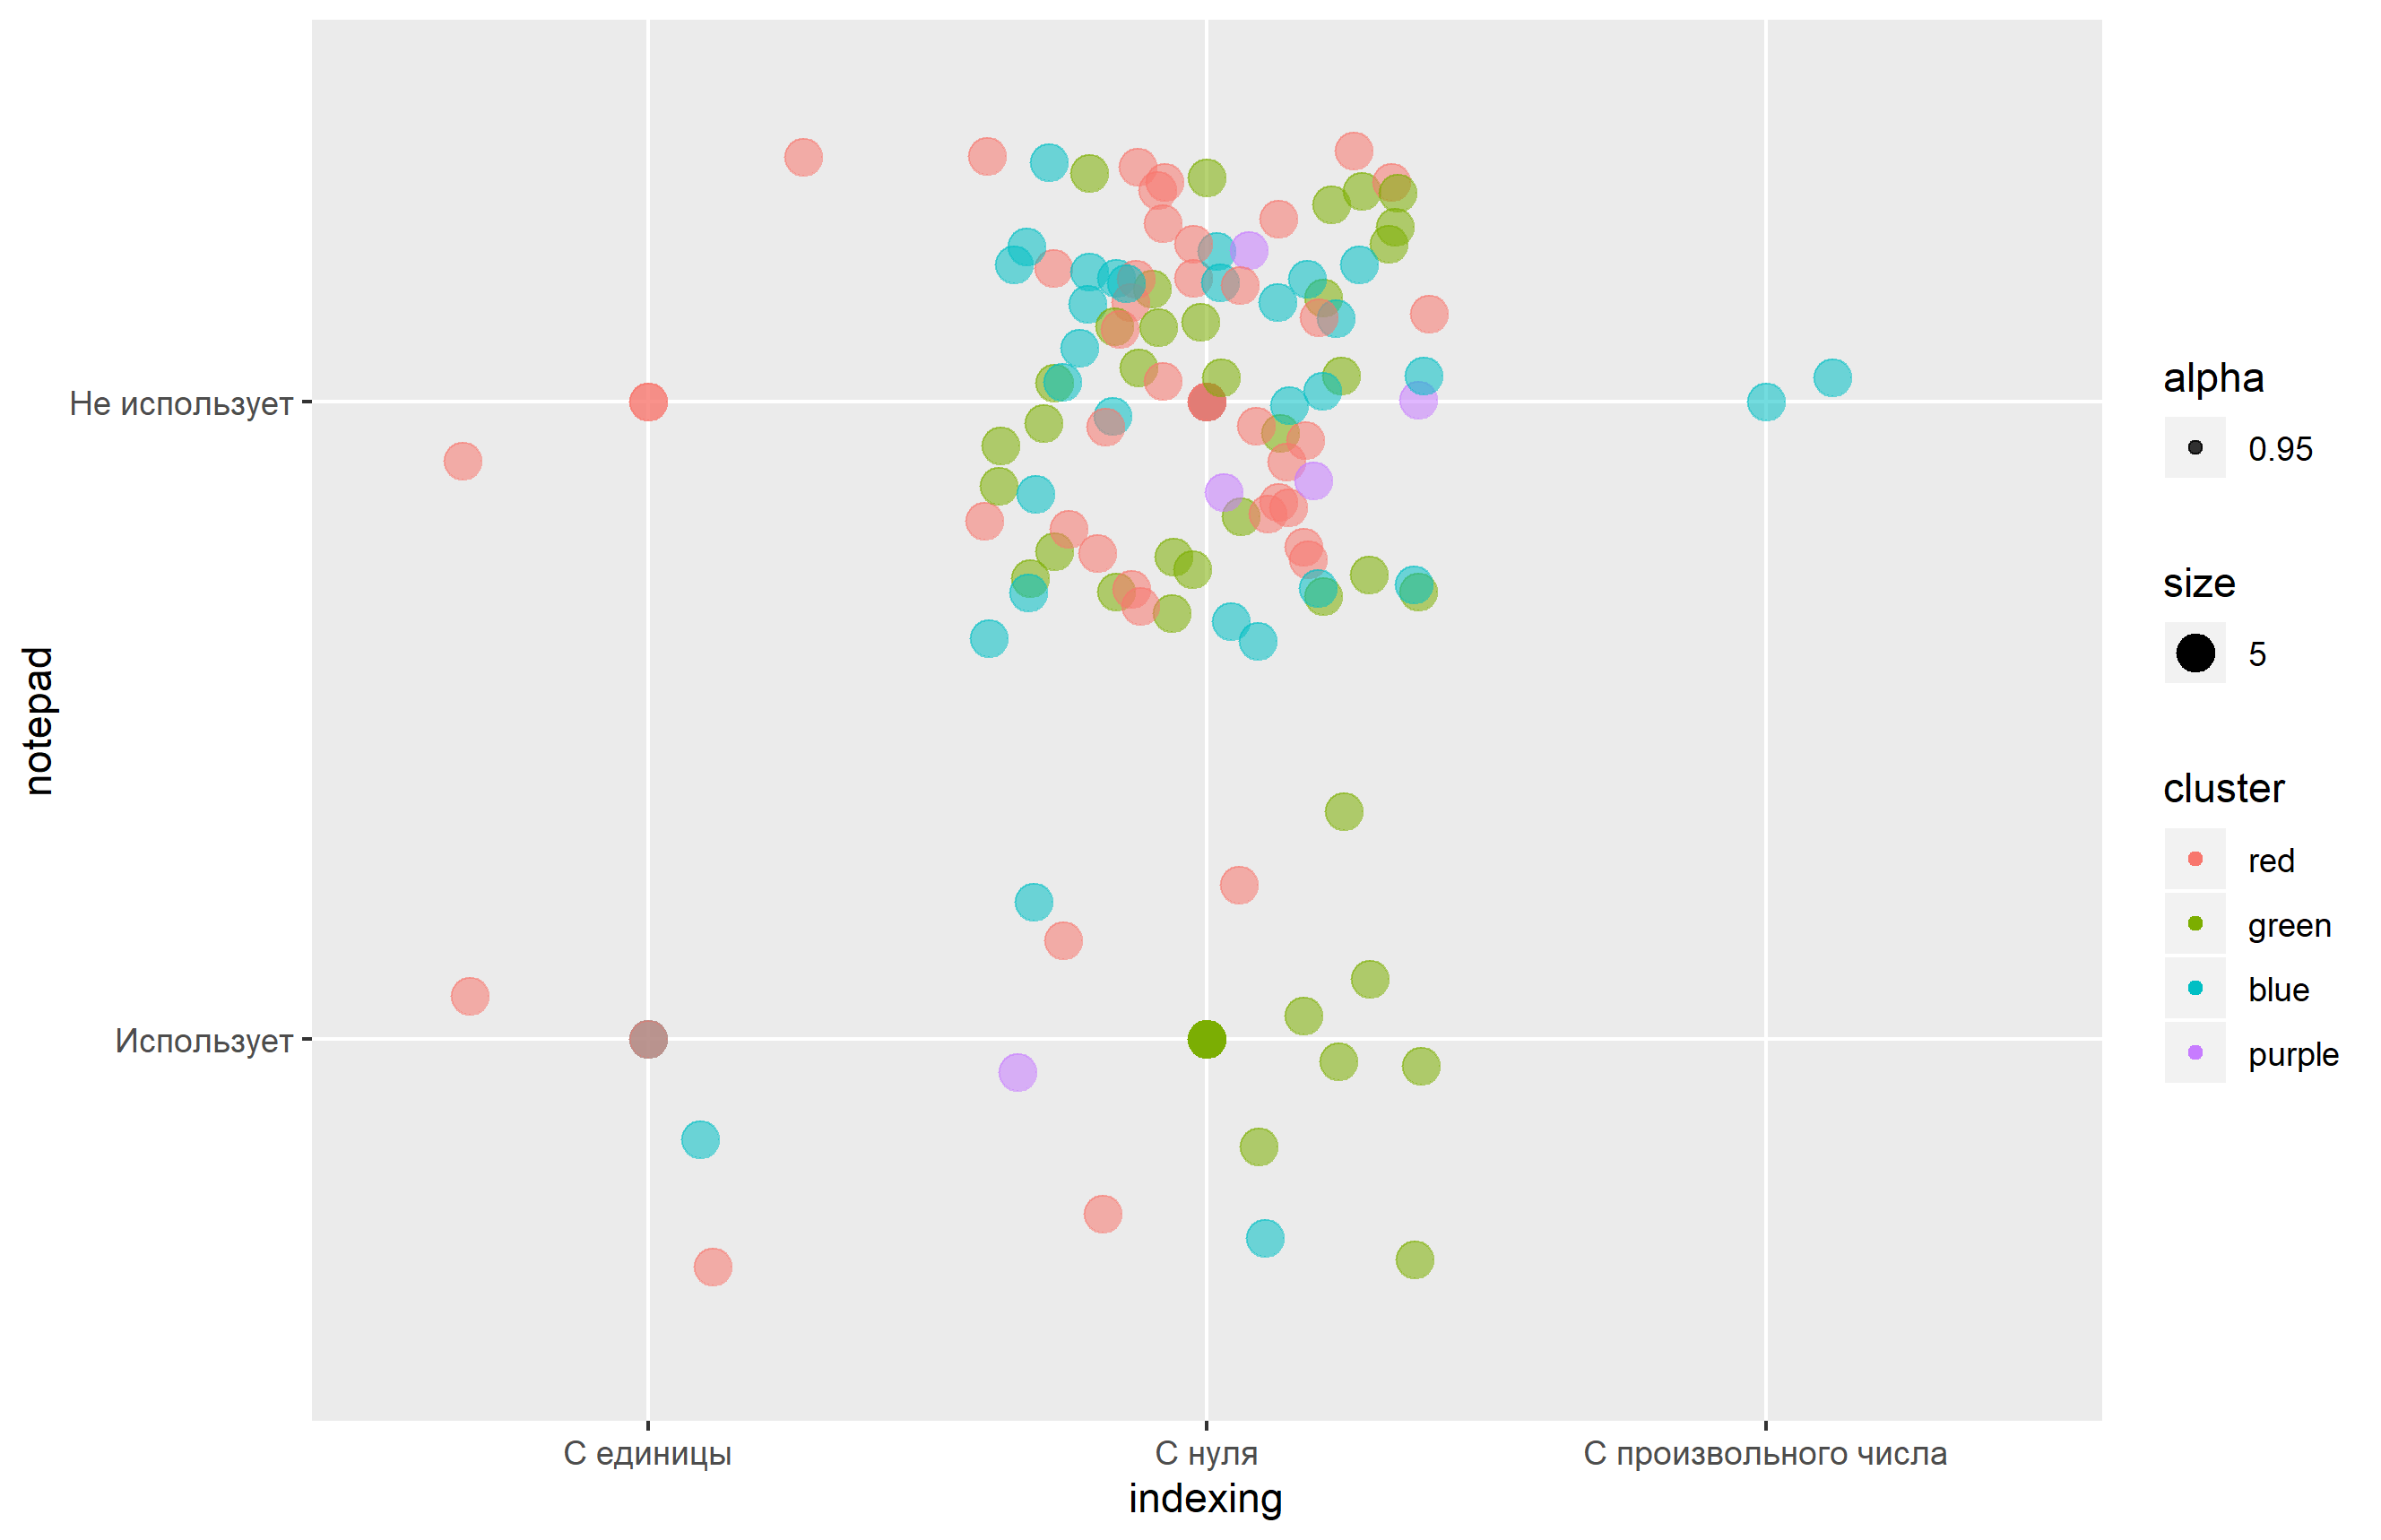 notepad
Не использует
Использует
С единицы
С нуля
С произвольного числа
indexing
alpha
0.95
size
5
cluster
red
green
blue
purple